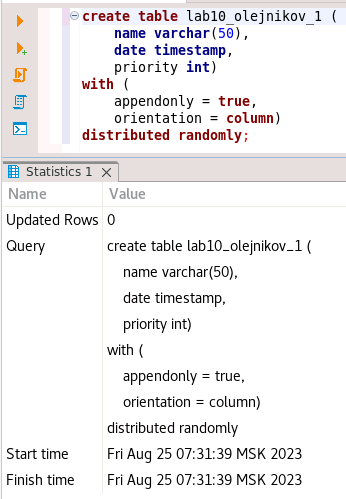 create table lab10_olejnikov_1 (
name varchar(50),
date timestamp,
priority int)
with (
appendonly = true,
orientation = column)
distributed randomly;
Statistics 1
Name Value
Updated Rows 0
Query create table lab10_olejnikov_1 (
name varchar(50),
date timestamp,
priority int)
with (
appendonly = true,
orientation = column)
distributed randomly
Start time Fri Aug 25 07:31:39 MSK 2023
Finish time Fri Aug 25 07:31:39 MSK 2023